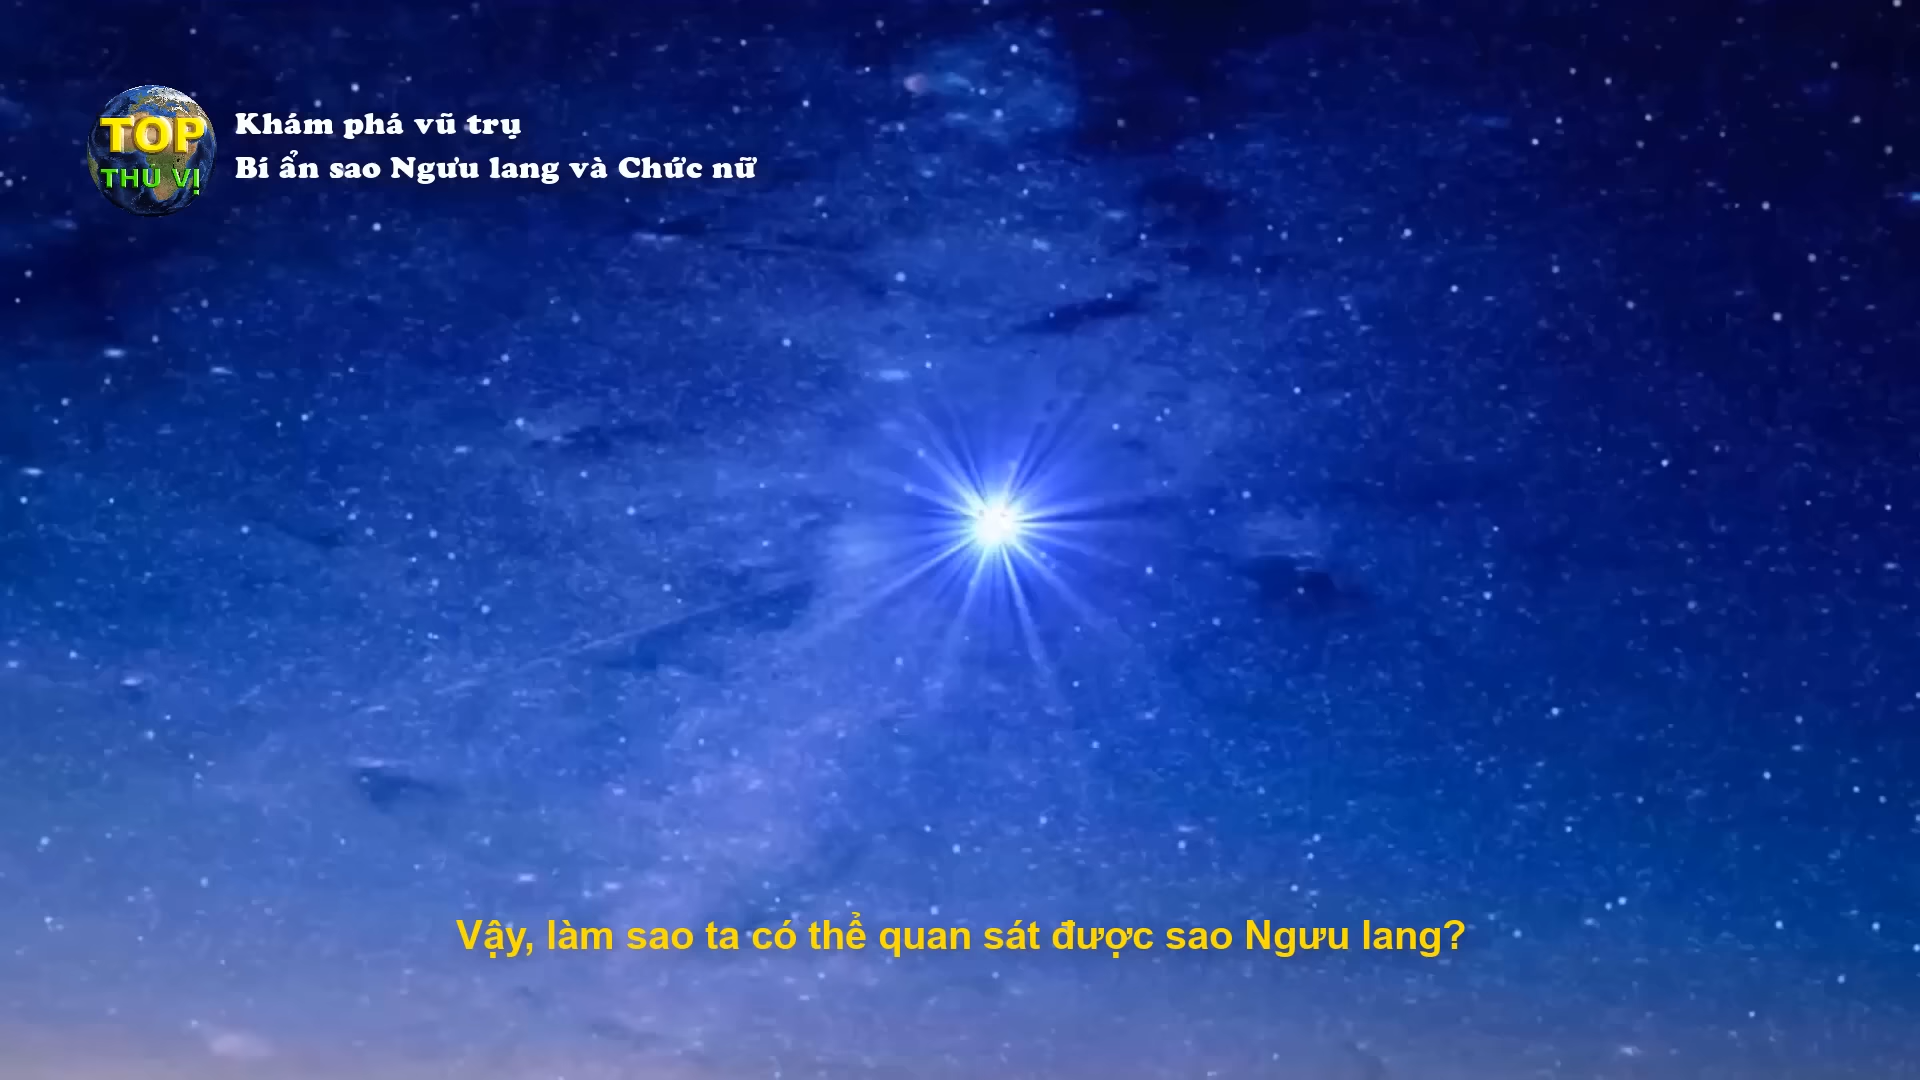 TOP
THÚ VỊ
Khám phá vũ trụ
Bí ẩn sao Ngưu lang và Chức nữ
Vậy, làm sao ta có thể quan sát được sao Ngưu lang?